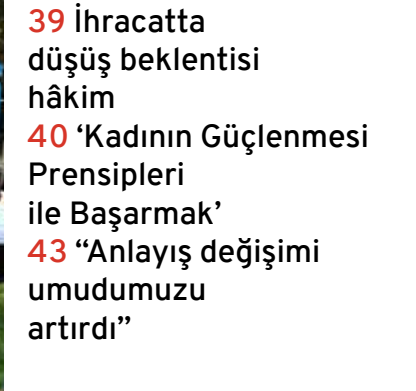 39 İhracatta
düşüş beklentisi
hâkim
40 ‘Kadının Güçlenmesi
Prensipleri
ile Başarmak’
43 “Anlayış değişimi
umudumuzu
artırdı”